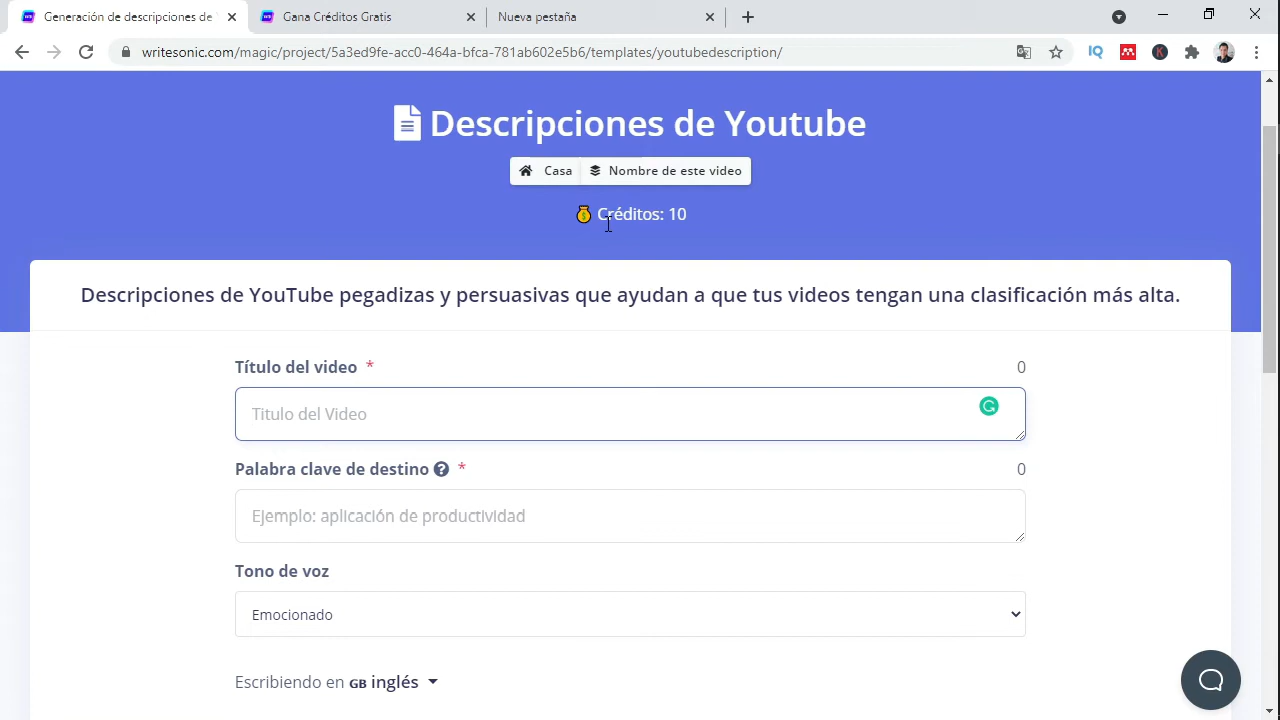 Generación de descripciones de
Gana Créditos Gratis
Nueva pestaña
writesonic.com/magic/project/5a3ed9fe-acc0-464a-bfca-781ab602e5b6/templates/youtubedescription/
IQ
K
Descripciones de Youtube
Casa
Nombre de este video
Créditos: 10
Descripciones de YouTube pegadizas y persuasivas que ayudan a que tus videos tengan una clasificación más alta.
Título del video * 0
Titulo del Video
Palabra clave de destino ? * 0
Ejemplo: aplicación de productividad
Tono de voz
Emocionado
Escribiendo en GB inglés